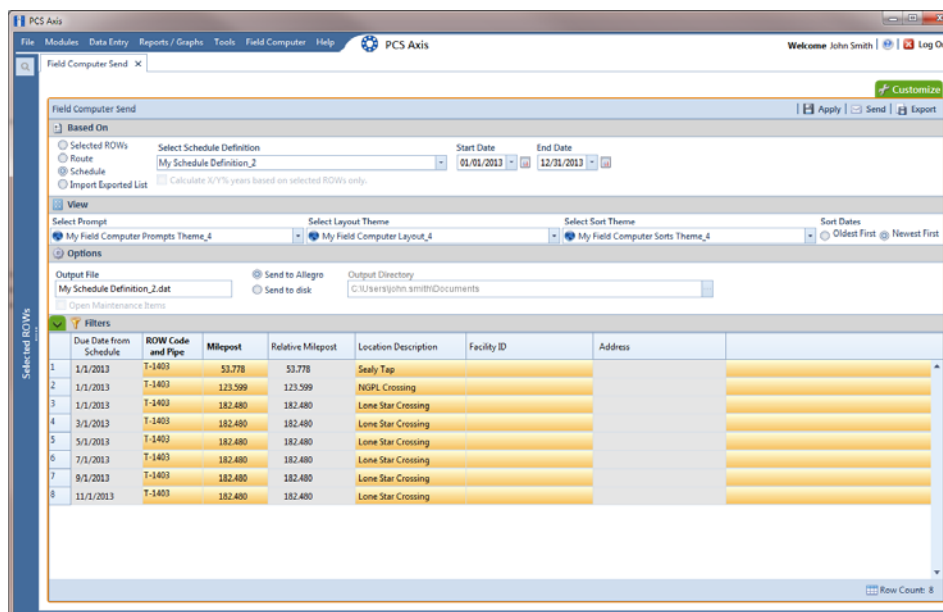 PCS Axis
File Modules Data Entry Reports / Graphs Tools Field Computer Help PCS Axis Welcome John Smith Log O
Field Computer Send X
Customize
Field Computer Send Apply Send Export
Based On
Selected ROWs Select Schedule Definition Start Date End Date
Route
Schedule My Schedule Definition_2 01/01/2013 12/31/2013
Import Exported List Calculate X/Y% years based on selected ROWs only.
View
Select Prompt Select Layout Theme Select Sort Theme Sort Dates
My Field Computer Prompts Theme_4 My Field Computer Layout_4 My Field Computer Sorts Theme_4 Oldest First Newest First
Options
Output File Send to Allegro Output Directory
My Schedule Definition_2.dat Send to disk C:\Users\john.smith\Documents
Open Maintenance Items
Selected ROWs
Filters
Due Date from Schedule ROW Code and Pipe Milepost Relative Milepost Location Description Facility ID Address
1 1/1/2013 T-1403 53.778 53.778 Sealy Tap
2 1/1/2013 T-1403 123.599 123.599 NGPL Crossing
3 1/1/2013 T-1403 182.480 182.480 Lone Star Crossing
4 3/1/2013 T-1403 182.480 182.480 Lone Star Crossing
5 5/1/2013 T-1403 182.480 182.480 Lone Star Crossing
6 7/1/2013 T-1403 182.480 182.480 Lone Star Crossing
7 9/1/2013 T-1403 182.480 182.480 Lone Star Crossing
8 11/1/2013 T-1403 182.480 182.480 Lone Star Crossing
Row Count: 8